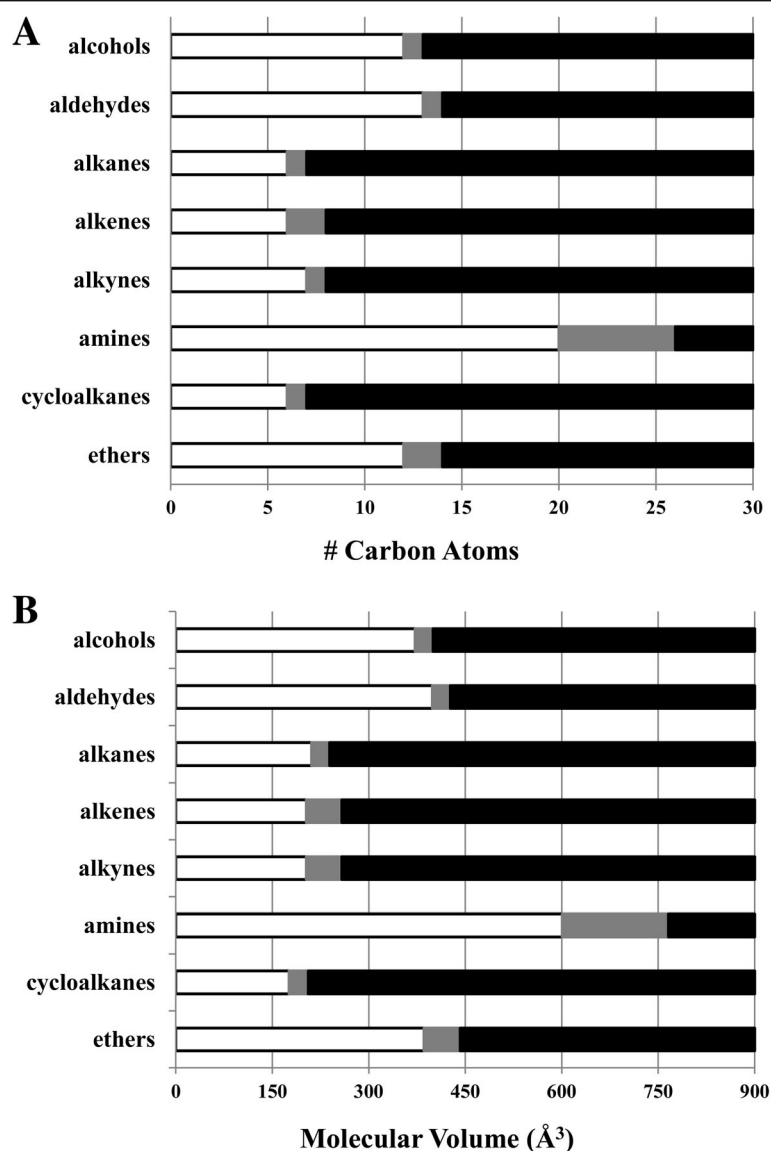 A
alcohols
aldehydes
alkanes
alkenes
alkynes
amines
cycloalkanes
ethers
0 5 10 15 20 25 30
# Carbon Atoms
B
alcohols
aldehydes
alkanes
alkenes
alkynes
amines
cycloalkanes
ethers
0 150 300 450 600 750 900
Molecular Volume (Å³)